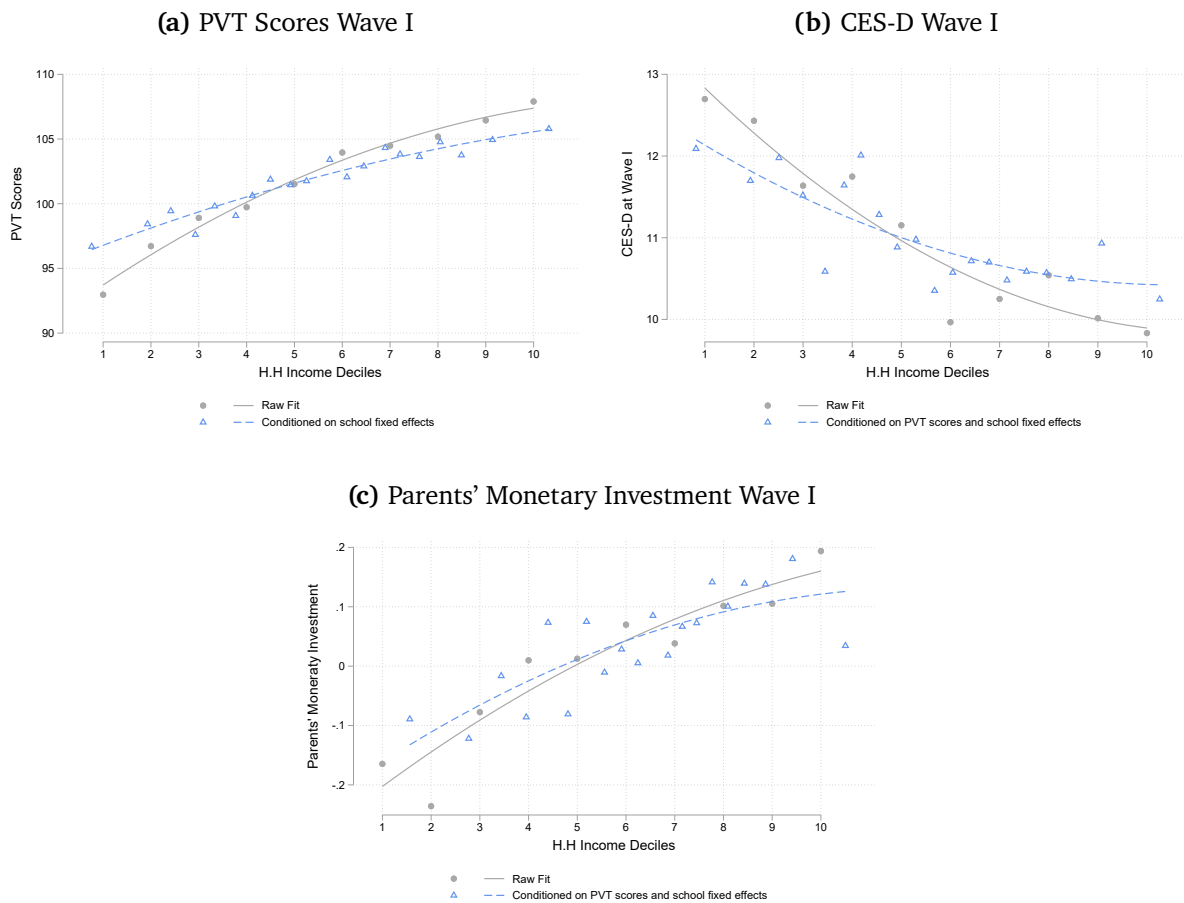 (a) PVT Scores Wave I
110
105
100
95
90
PVT Scores
1 2 3 4 5 6 7 8 9 10
H.H Income Deciles
Raw Fit
Conditioned on school fixed effects
(b) CES-D Wave I
13
12
11
10
CES-D at Wave I
1 2 3 4 5 6 7 8 9 10
H.H Income Deciles
Raw Fit
Conditioned on PVT scores and school fixed effects
(c) Parents’ Monetary Investment Wave I
.2
.1
0
-.1
-.2
Parents' Moneraty Investment
1 2 3 4 5 6 7 8 9 10
H.H Income Deciles
Raw Fit
Conditioned on PVT scores and school fixed effects